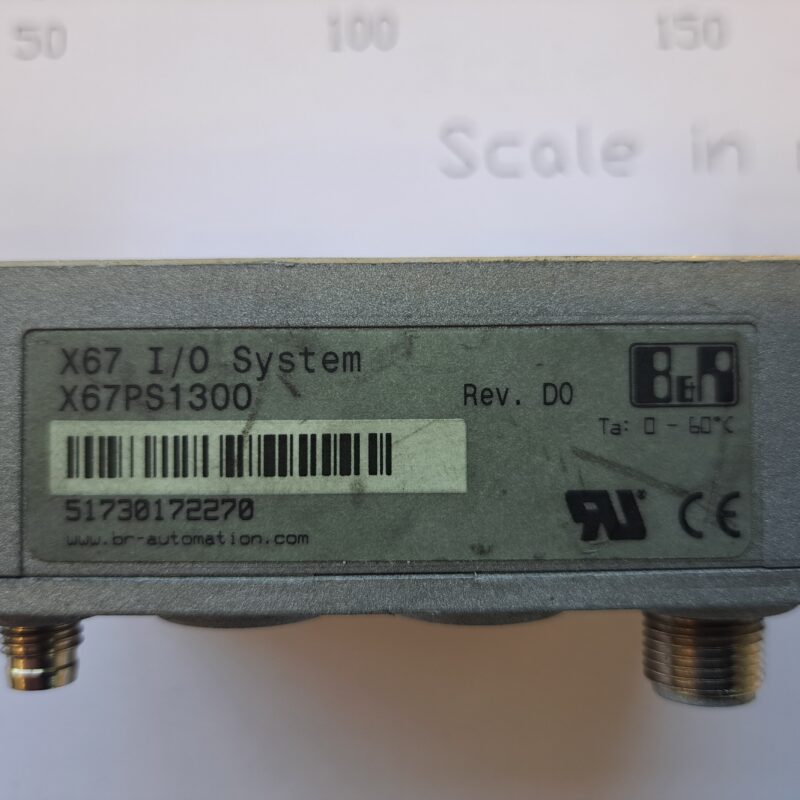 50 100 150
Scale in
X67 I/O System
X67PS1300 Rev. D0
B&R
Ta: 0 - 60°C
51730172270
www.br-automation.com
RU CE